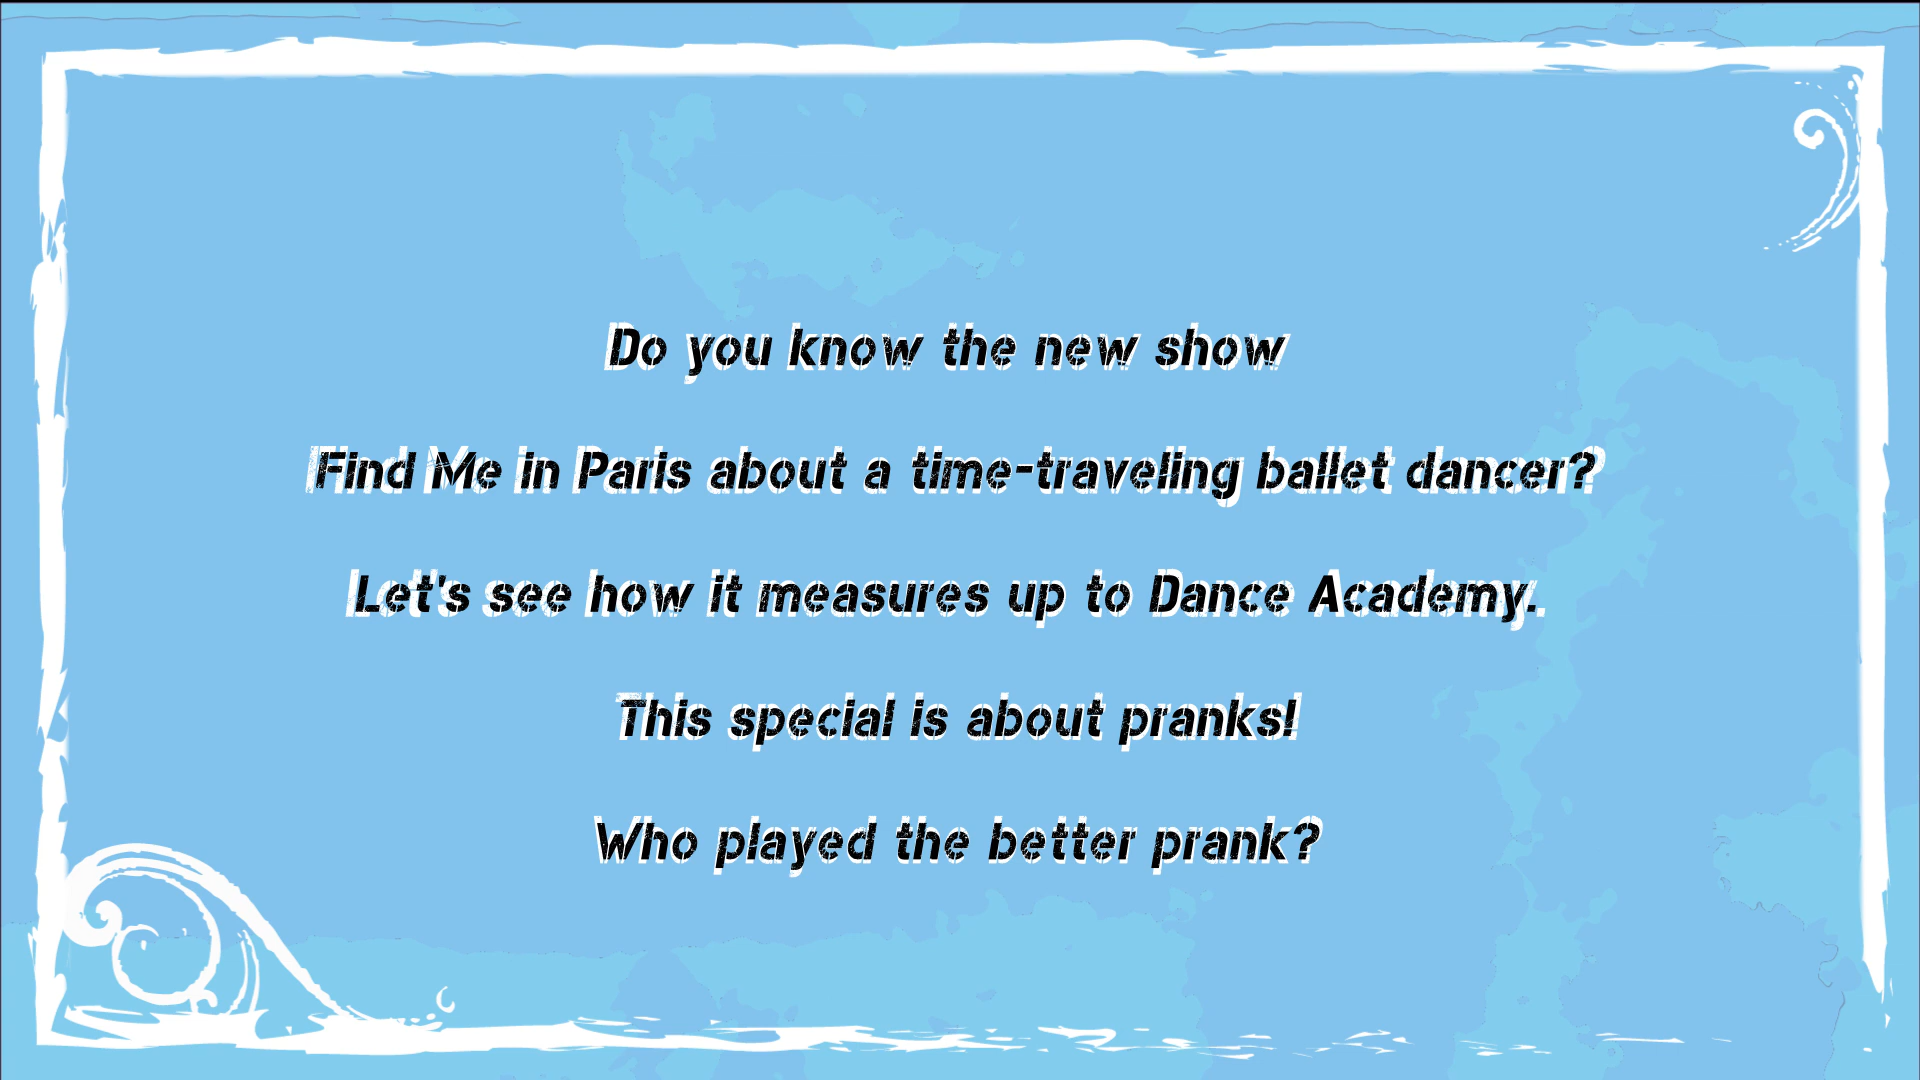 Do you know the new show
Find Me in Paris about a time-traveling ballet dancer?
Let's see how it measures up to Dance Academy.
This special is about pranks!
Who played the better prank?